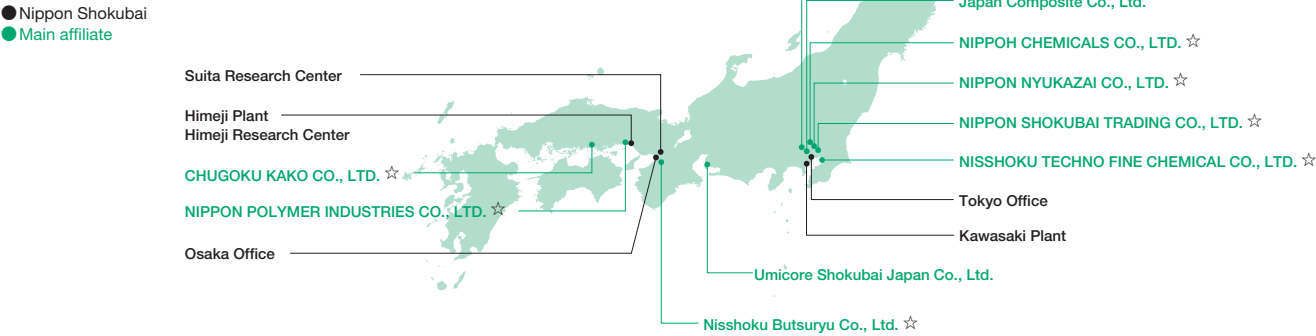 Nippon Shokubai
Main affiliate
Japan Composite Co., Ltd.
NIPPOH CHEMICALS CO., LTD. ☆
Suita Research Center
NIPPON NYUKAZAI CO., LTD. ☆
Himeji Plant
Himeji Research Center
NIPPON SHOKUBAI TRADING CO., LTD. ☆
NISSHOKU TECHNO FINE CHEMICAL CO., LTD. ☆
CHUGOKU KAKO CO., LTD. ☆
Tokyo Office
NIPPON POLYMER INDUSTRIES CO., LTD. ☆
Kawasaki Plant
Osaka Office
Umicore Shokubai Japan Co., Ltd.
Nisshoku Butsuryu Co., Ltd. ☆